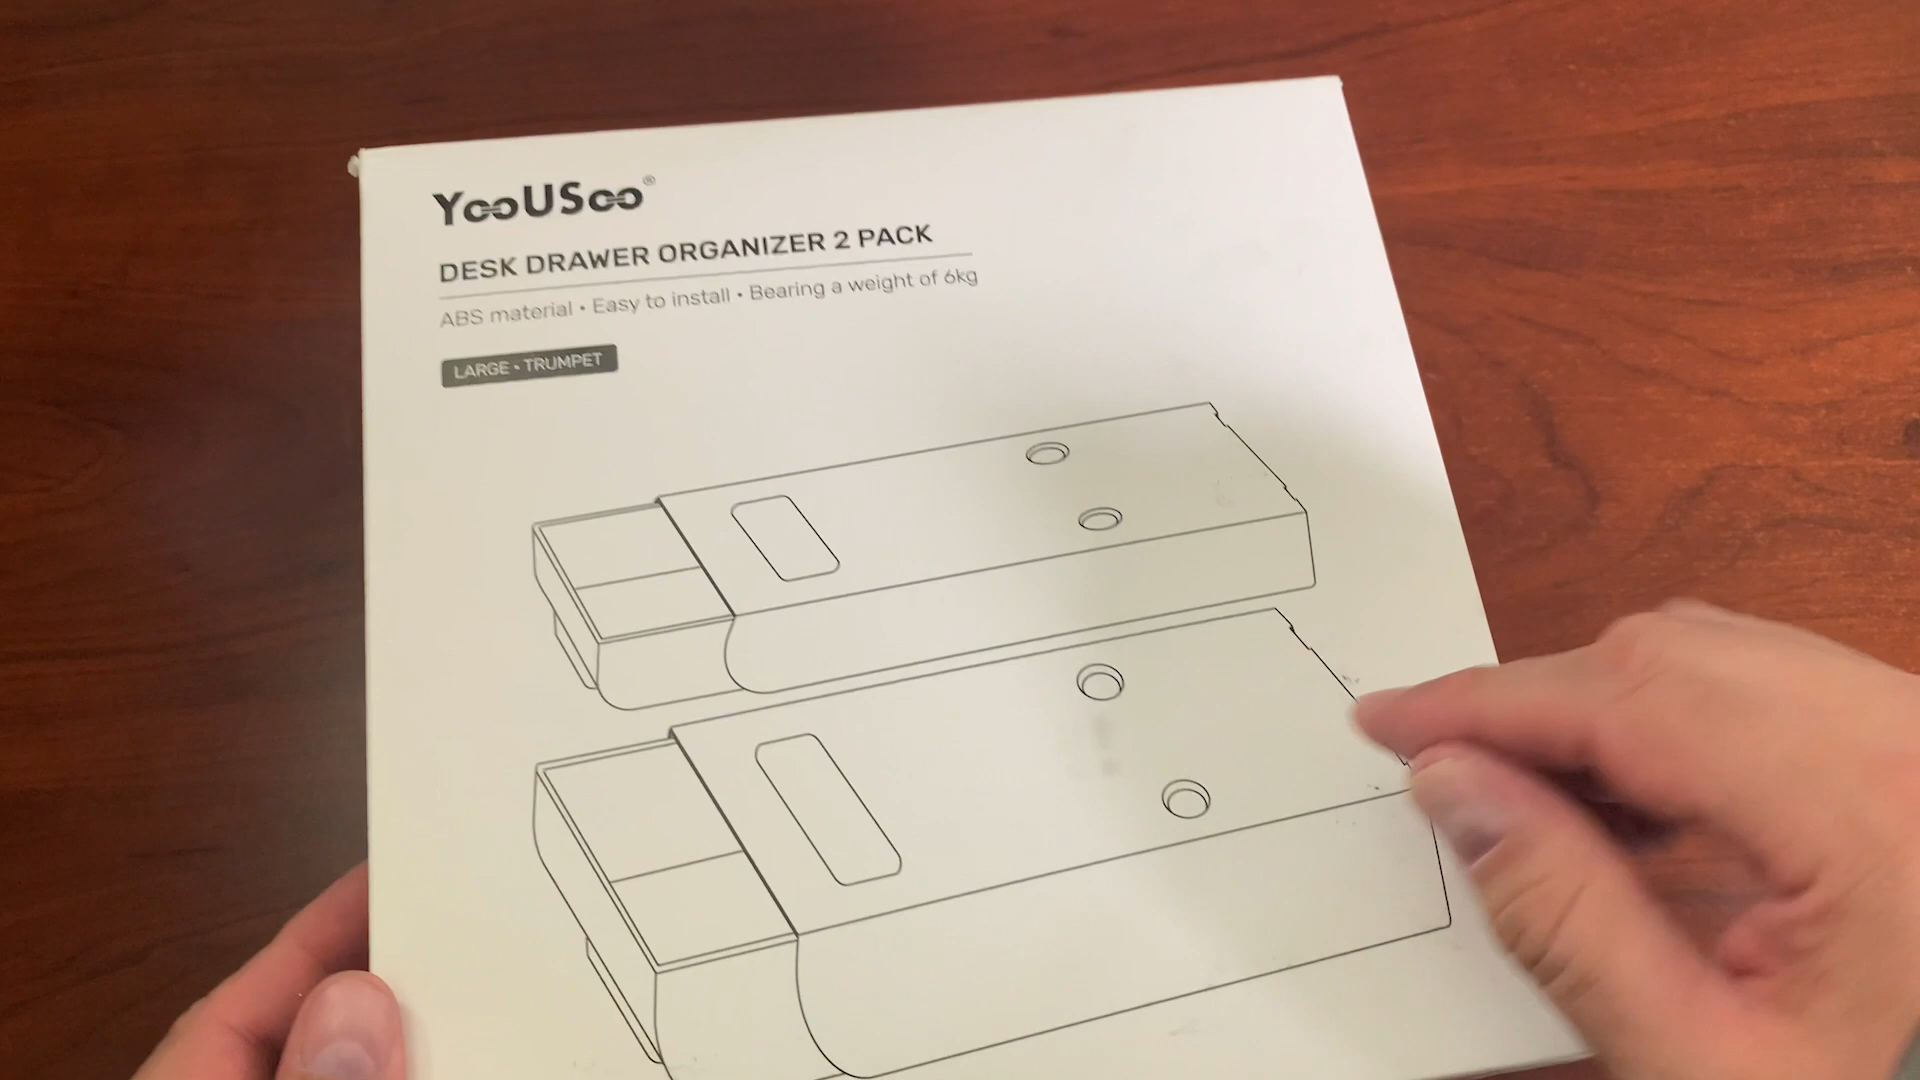 YooUSoo®
DESK DRAWER ORGANIZER 2 PACK
ABS material • Easy to install • Bearing a weight of 6kg
LARGE • TRUMPET